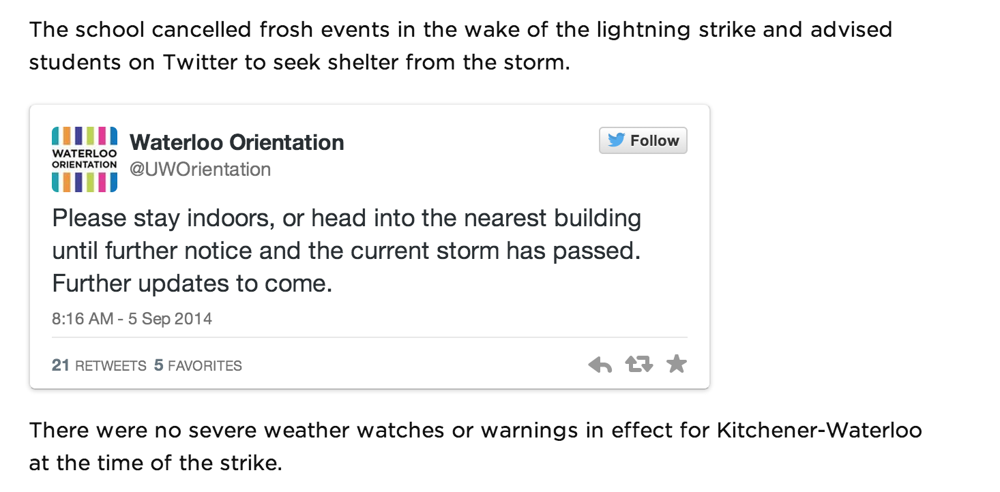 The school cancelled frosh events in the wake of the lightning strike and advised
students on Twitter to seek shelter from the storm.
WATERLOO
ORIENTATION
Waterloo Orientation
@UWOrientation
Follow
Please stay indoors, or head into the nearest building
until further notice and the current storm has passed.
Further updates to come.
8:16 AM - 5 Sep 2014
21 RETWEETS 5 FAVORITES
There were no severe weather watches or warnings in effect for Kitchener-Waterloo
at the time of the strike.